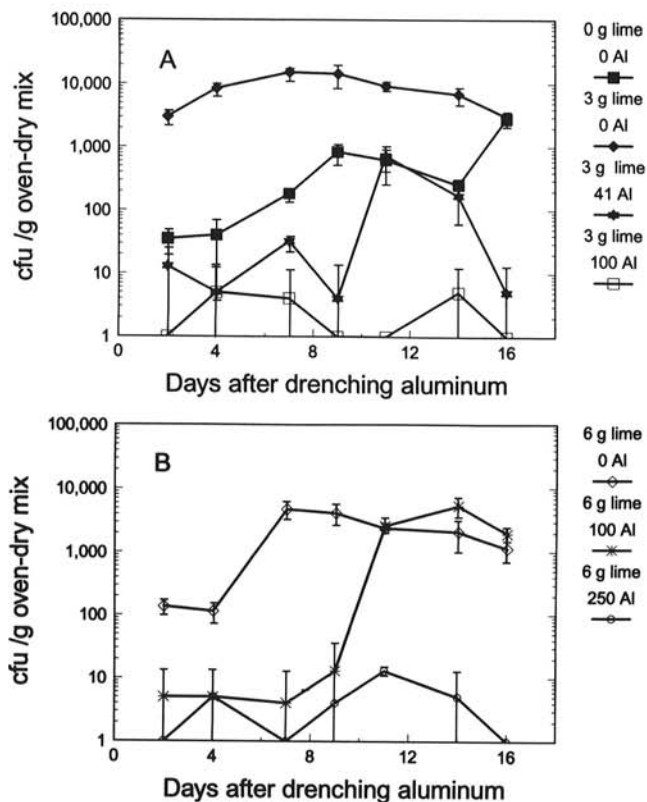 100,000
10,000
1,000
100
10
1
A
cfu /g oven-dry mix
0 4 8 12 16
Days after drenching aluminum
0 g lime
0 Al
3 g lime
0 Al
3 g lime
41 Al
3 g lime
100 Al
100,000
10,000
1,000
100
10
1
B
cfu /g oven-dry mix
0 4 8 12 16
Days after drenching aluminum
6 g lime
0 Al
6 g lime
100 Al
6 g lime
250 Al